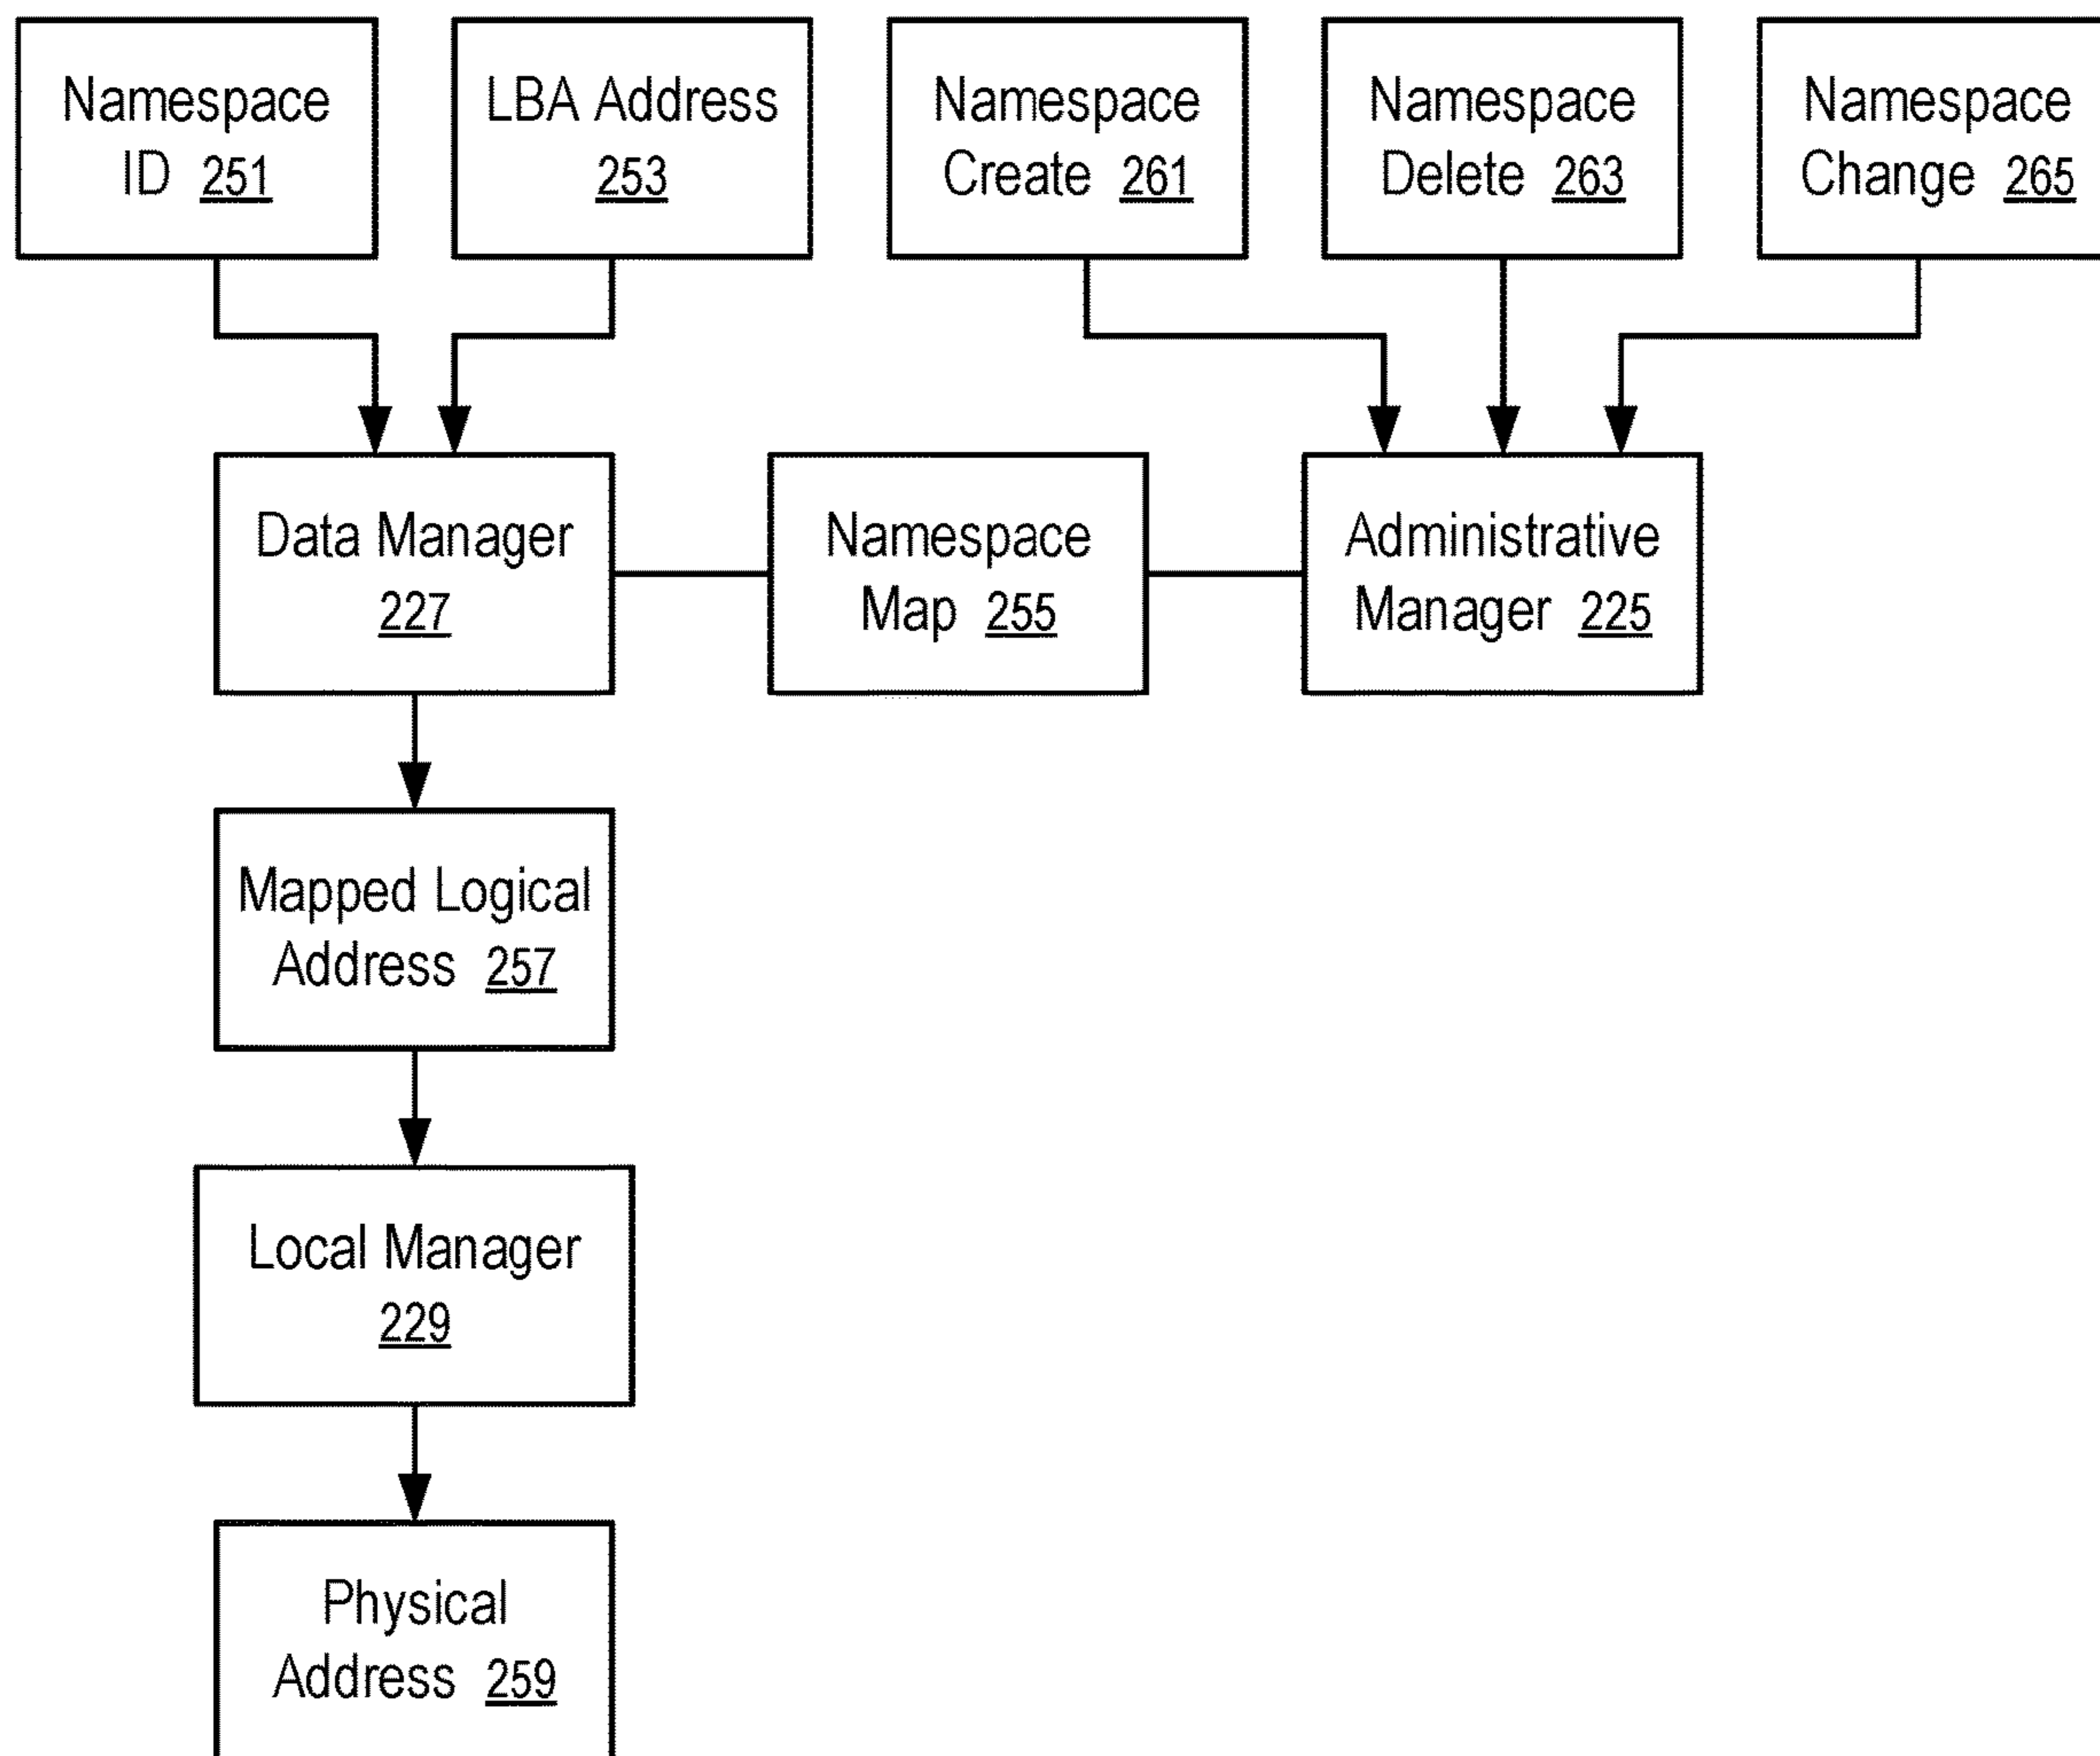 Namespace
ID 251
LBA Address
253
Namespace
Create 261
Namespace
Delete 263
Namespace
Change 265
Data Manager
227
Namespace
Map 255
Administrative
Manager 225
Mapped Logical
Address 257
Local Manager
229
Physical
Address 259